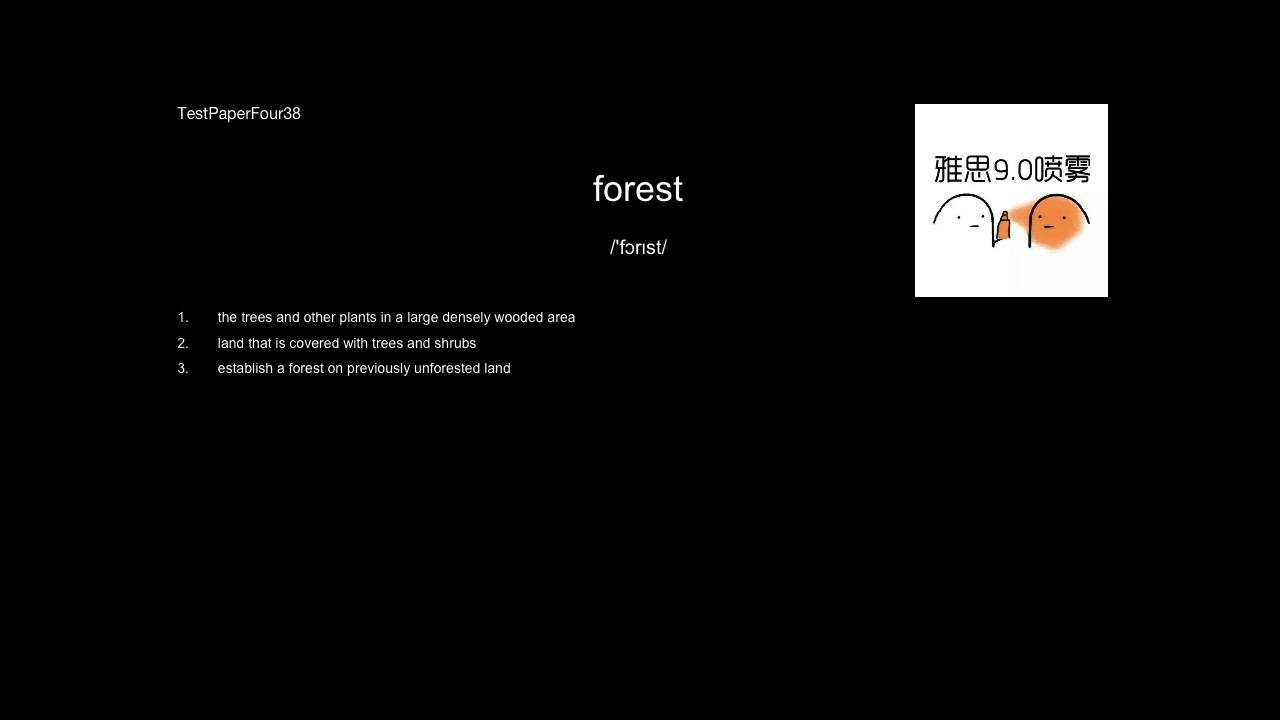 TestPaperFour38
雅思9.0喷雾
forest
/'fɔrɪst/
1. the trees and other plants in a large densely wooded area
2. land that is covered with trees and shrubs
3. establish a forest on previously unforested land